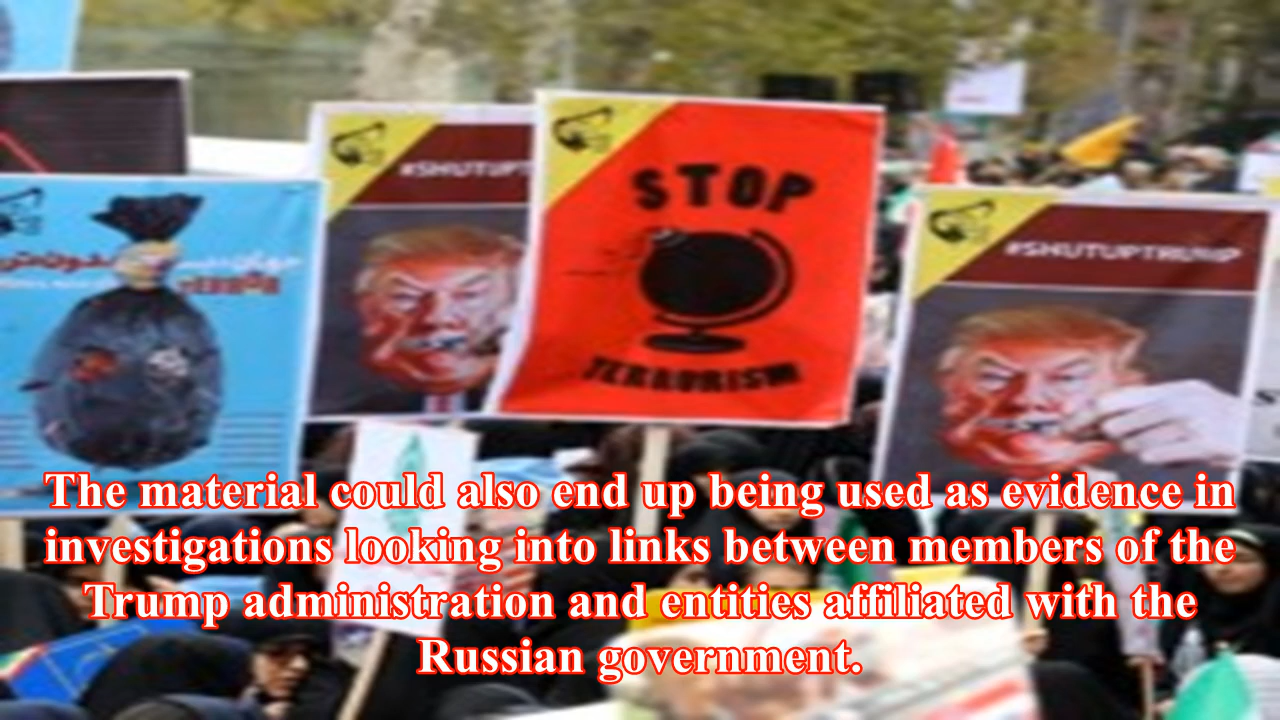 #SHUTUPT
STOP
TERRORISM
#SHUTUPTRUMP
The material could also end up being used as evidence in
investigations looking into links between members of the
Trump administration and entities affiliated with the
Russian government.